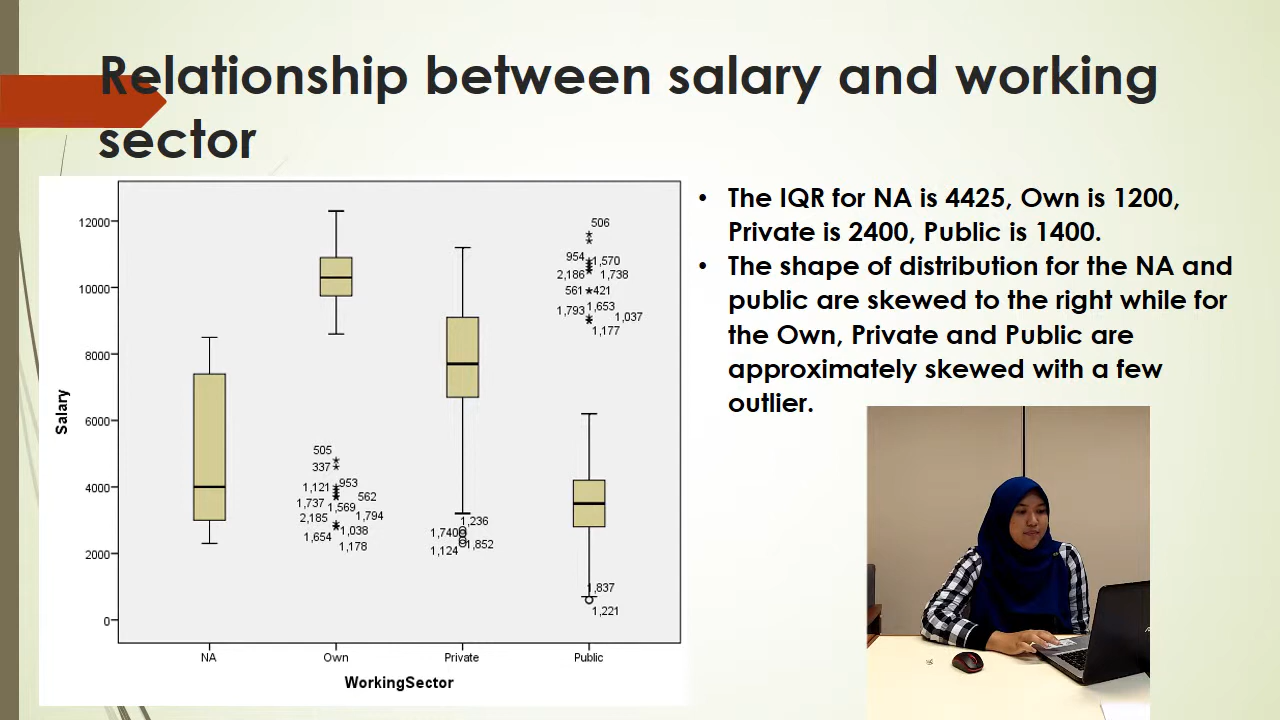 Relationship between salary and working
sector
• The IQR for NA is 4425, Own is 1200,
Private is 2400, Public is 1400.
• The shape of distribution for the NA and
public are skewed to the right while for
the Own, Private and Public are
approximately skewed with a few
outlier.
Salary
12000
10000
8000
6000
4000
2000
0
505
337
1,121
953
562
1,737
1,569
2,185
1,794
1,038
1,654
1,178
1,236
1,740
1,852
1,124
506
954
1,570
2,186
1,738
561
421
1,653
1,793
1,037
1,177
1,837
1,221
NA
Own
Private
Public
WorkingSector